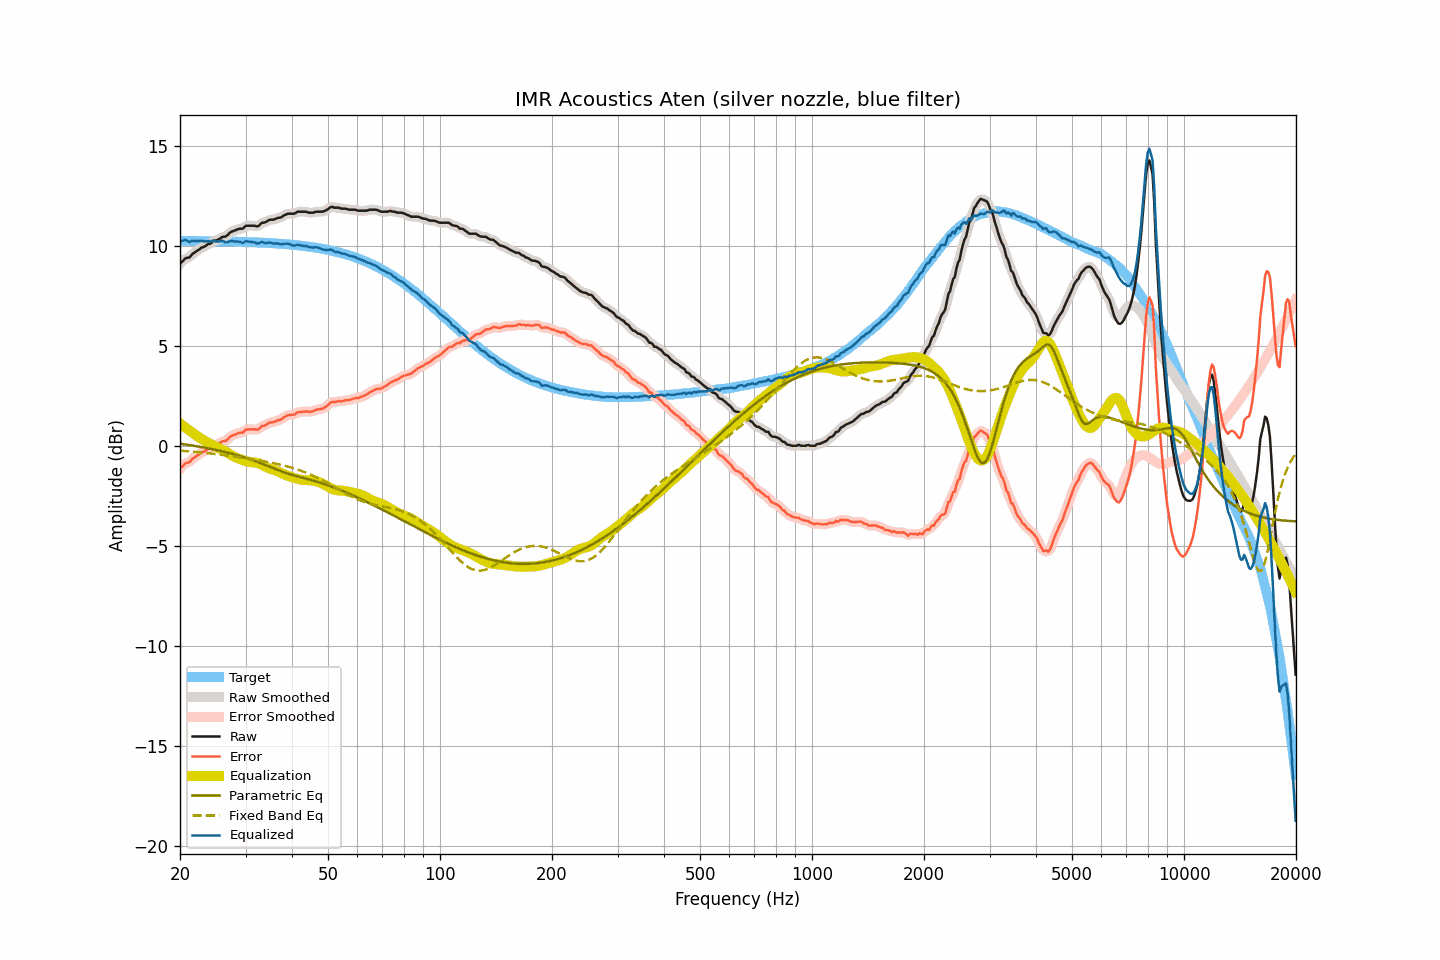 IMR Acoustics Aten (silver nozzle, blue filter)
15
10
5
0
−5
−10
−15
−20
Amplitude (dBr)
Target
Raw Smoothed
Error Smoothed
Raw
Error
Equalization
Parametric Eq
Fixed Band Eq
Equalized
20 50 100 200 500 1000 2000 5000 10000 20000
Frequency (Hz)